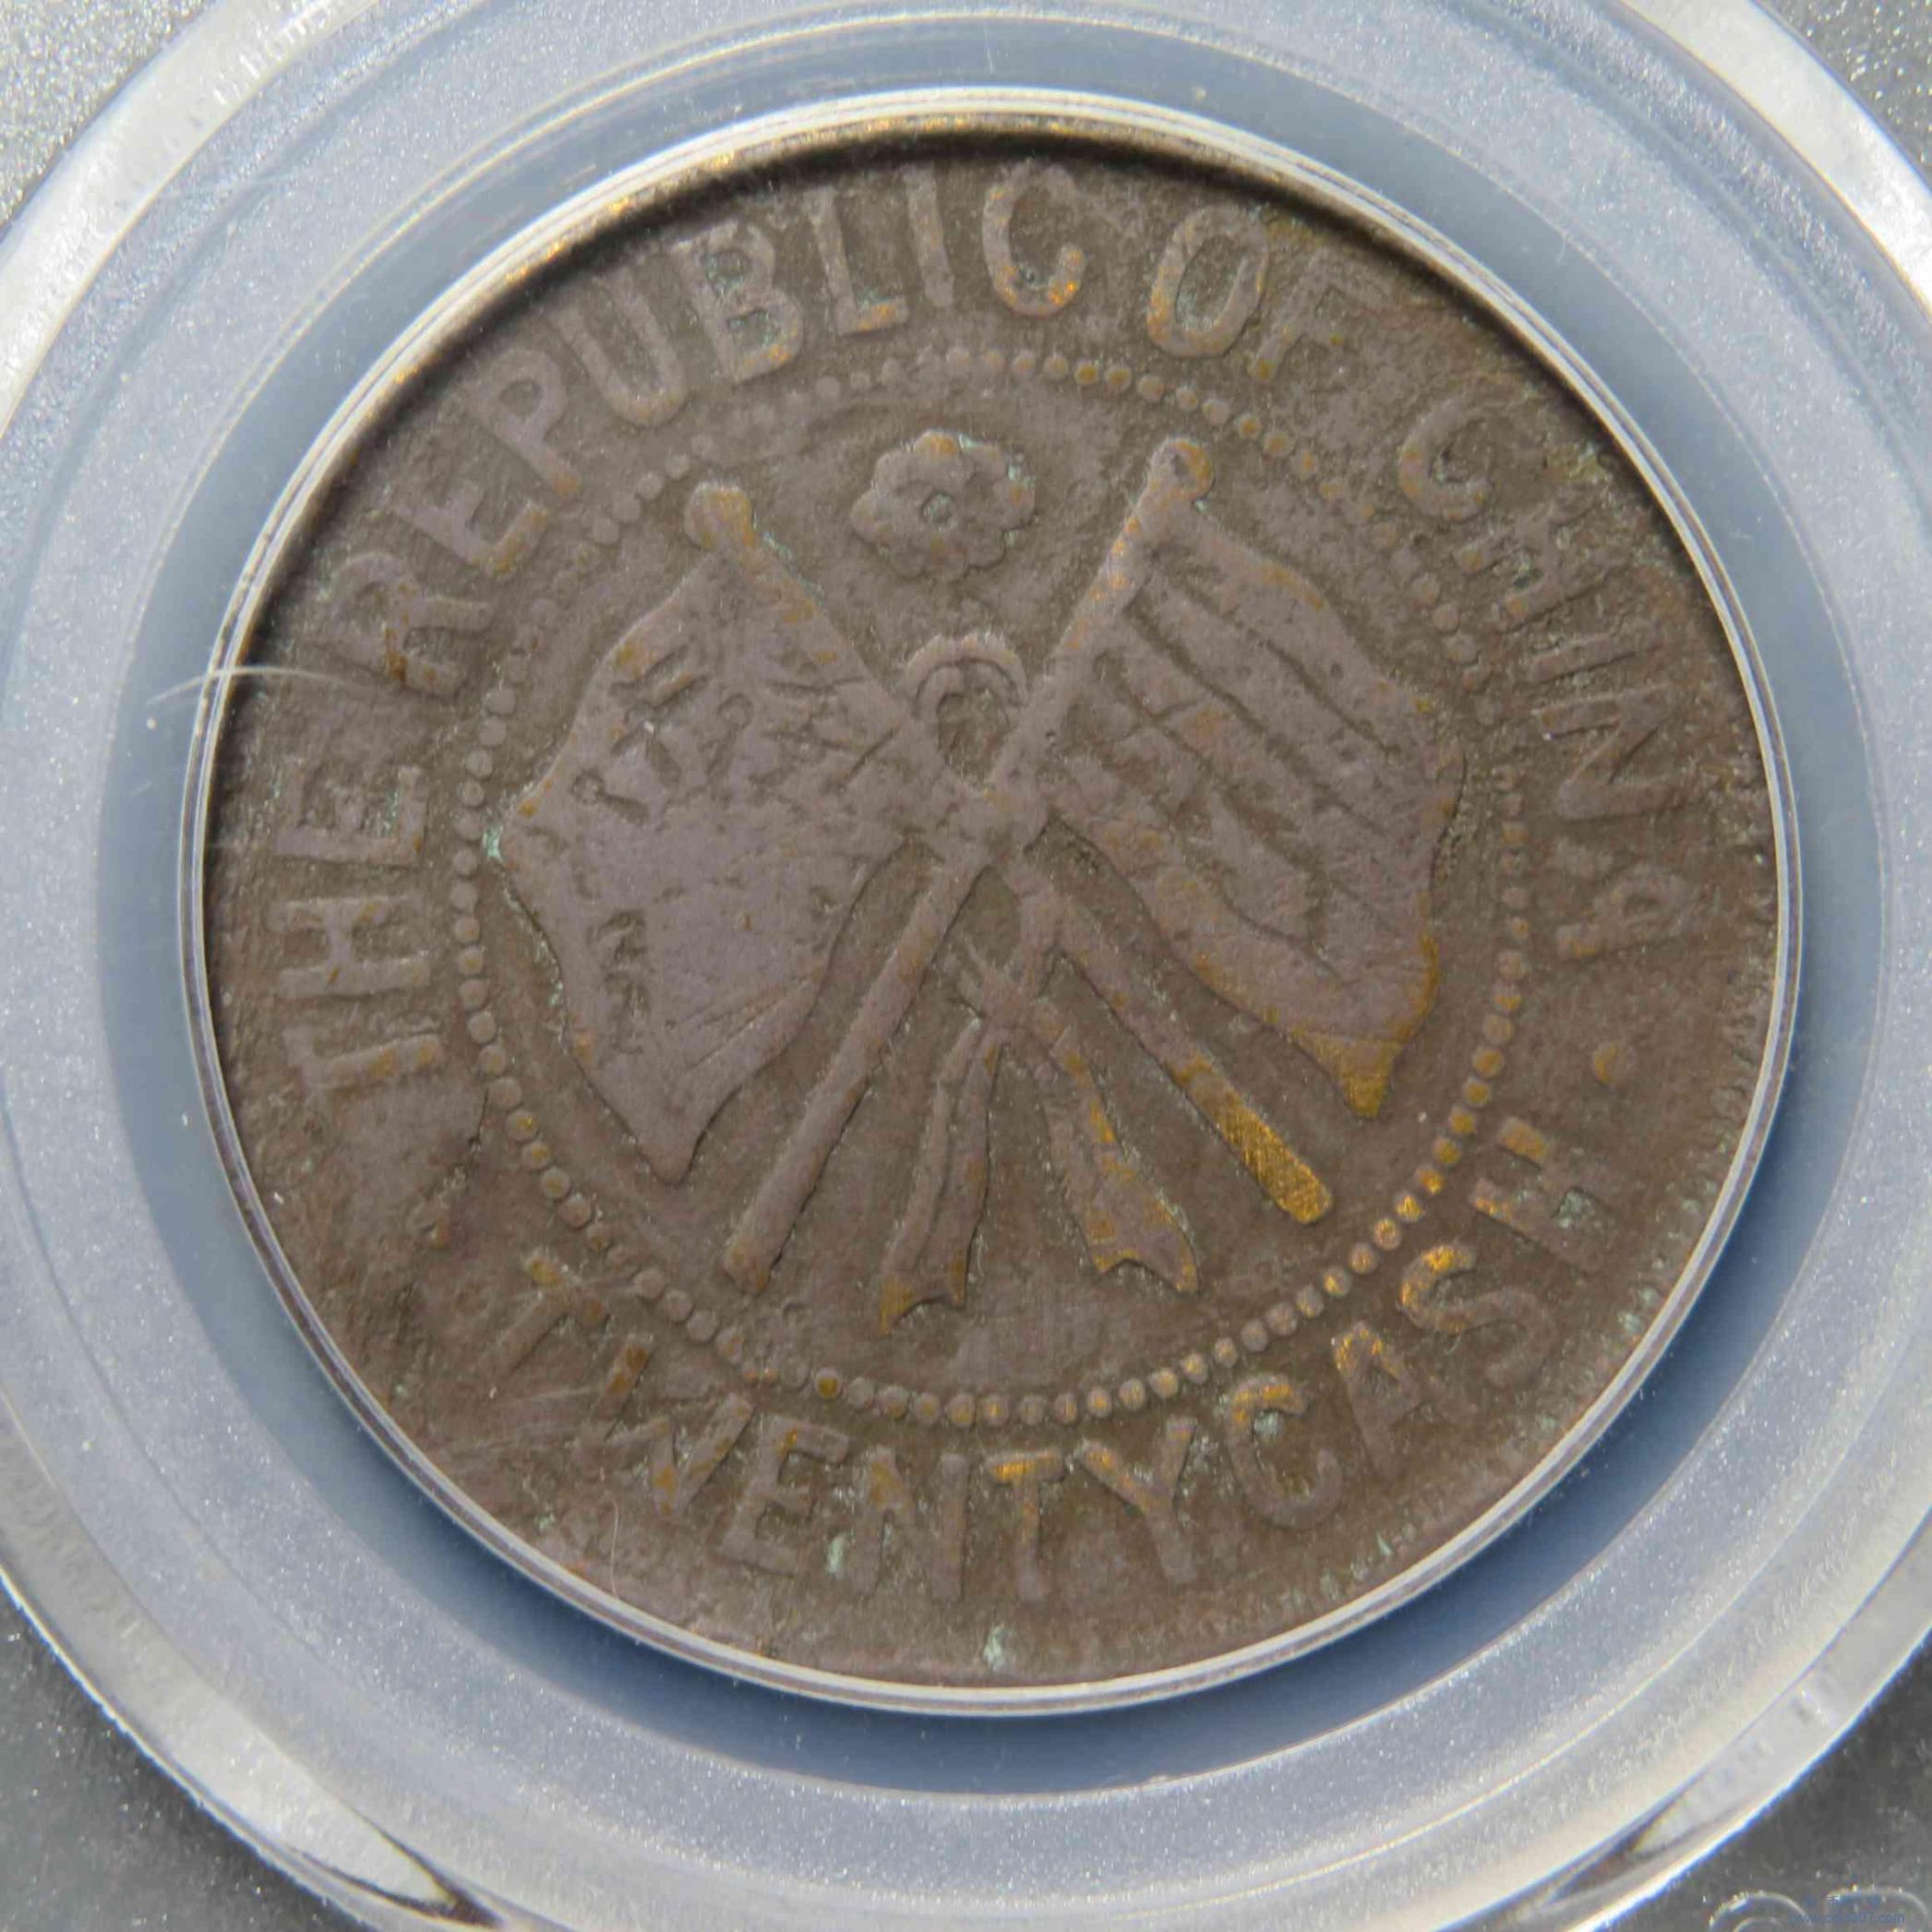 THE REPUBLIC OF CHINA
TWENTY CASH